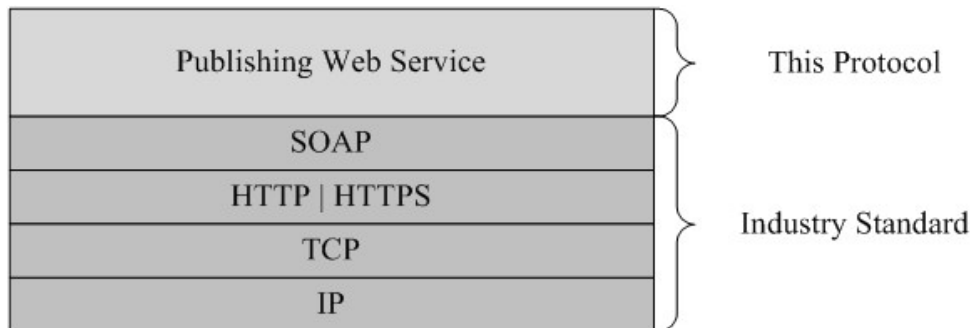 Publishing Web Service
This Protocol
SOAP
HTTP | HTTPS
TCP
IP
Industry Standard